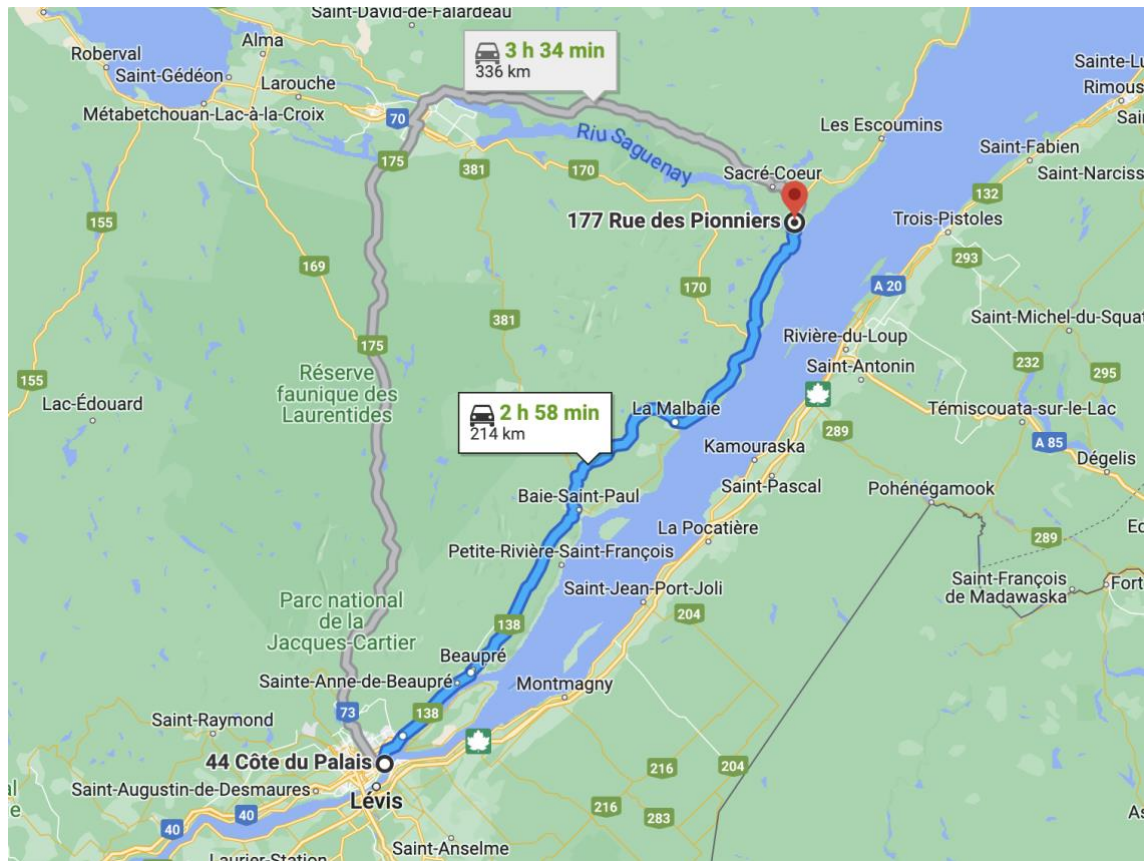 Saint-David-de-Falardeau
Roberval
Alma
3 h 34 min
336 km
Saint-Gédéon
Larouche
Sainte-Lu
Rimous
Métabetchouan-Lac-à-la-Croix
70
Les Escoumins
Sai
175
Riu Saguenay
Saint-Fabien
381
170
Sacré-Coeur
Saint-Narciss
132
155
177 Rue des Pionniers
Trois-Pistoles
293
169
170
A 20
381
Saint-Michel-du-Squat
175
Rivière-du-Loup
232
295
155
Réserve
faunique des
Laurentides
Saint-Antonin
Lac-Édouard
2 h 58 min
214 km
La Malbaie
Témiscouata-sur-le-Lac
289
A 85
Kamouraska
Dégelis
Saint-Pascal
Pohénégamook
Baie-Saint-Paul
La Pocatière
Ed
289
Petite-Rivière-Saint-François
Saint-François
de Madawaska
Fort
Saint-Jean-Port-Joli
Parc national
de la
Jacques-Cartier
204
138
Beaupré
Sainte-Anne-de-Beaupré
Montmagny
73
138
Saint-Raymond
44 Côte du Palais
216
204
Saint-Augustin-de-Desmaures
Lévis
al
e
40
40
216
283
As
Saint-Anselme
Laurier-Station